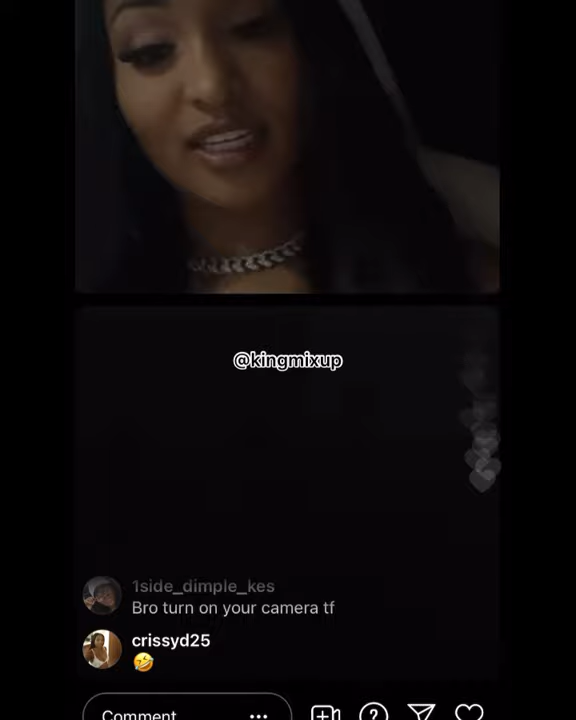 @kingmixup
1side_dimple_kes
Bro turn on your camera tf
crissyd25
🤣
Comment